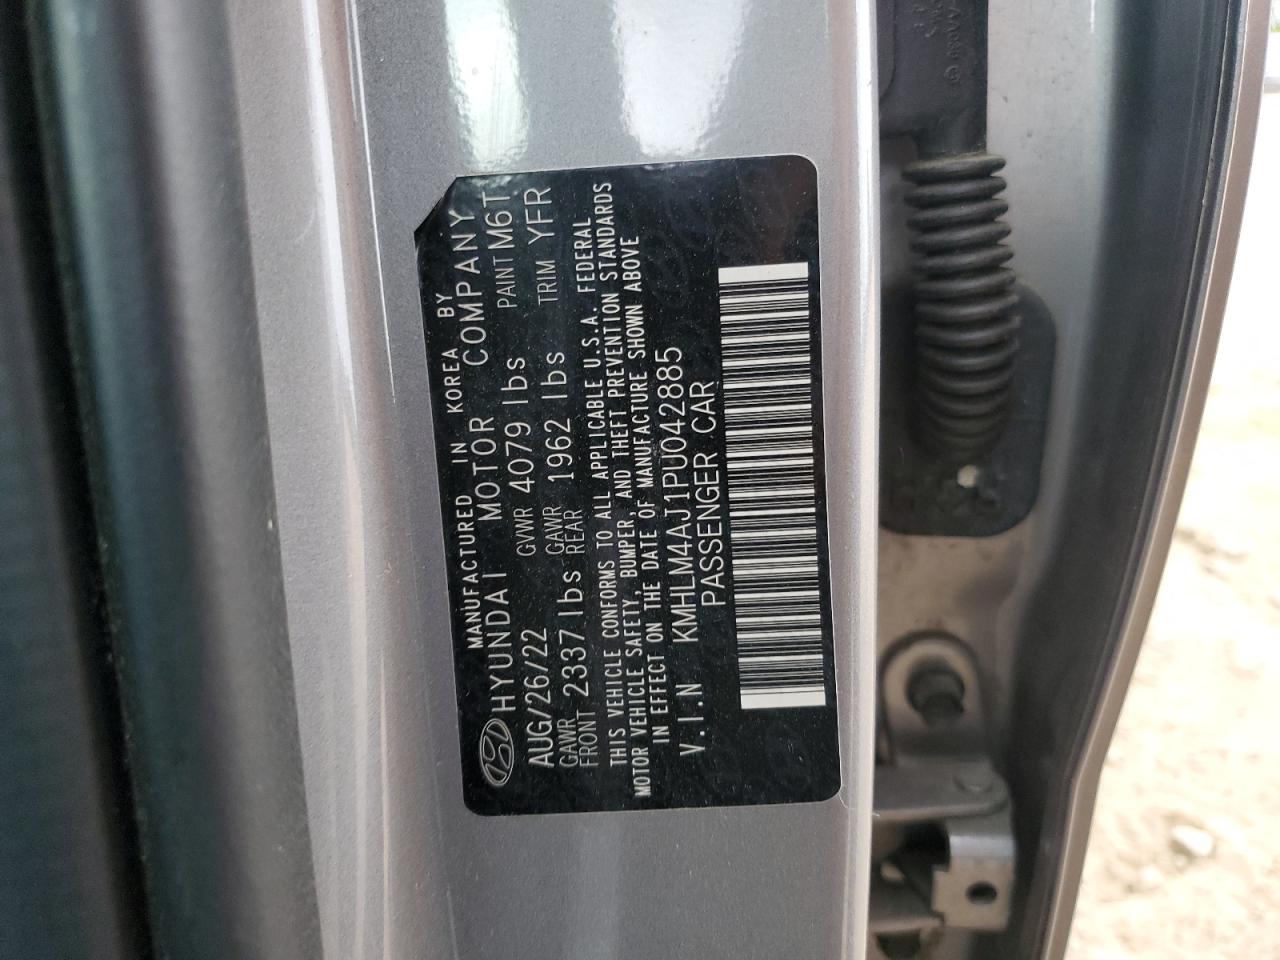 MANUFACTURED IN KOREA BY
HYUNDAI MOTOR COMPANY
AUG/26/22 GVWR 4079 lbs PAINT M6T
GAWR FRONT 2337 lbs GAWR REAR 1962 lbs TRIM YFR
THIS VEHICLE CONFORMS TO ALL APPLICABLE U.S.A. FEDERAL
MOTOR VEHICLE SAFETY, BUMPER, AND THEFT PREVENTION STANDARDS
IN EFFECT ON THE DATE OF MANUFACTURE SHOWN ABOVE
V.I.N KMHLM4AJ1PU042885
PASSENGER CAR